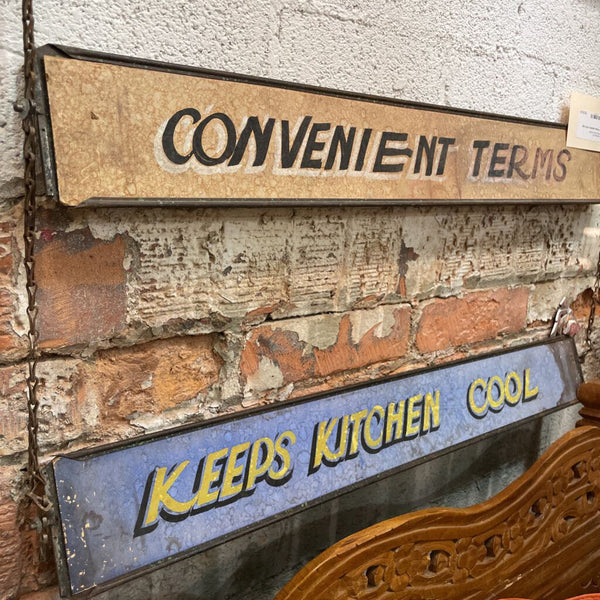 CONVENIENT TERMS
KEEPS KITCHEN COOL